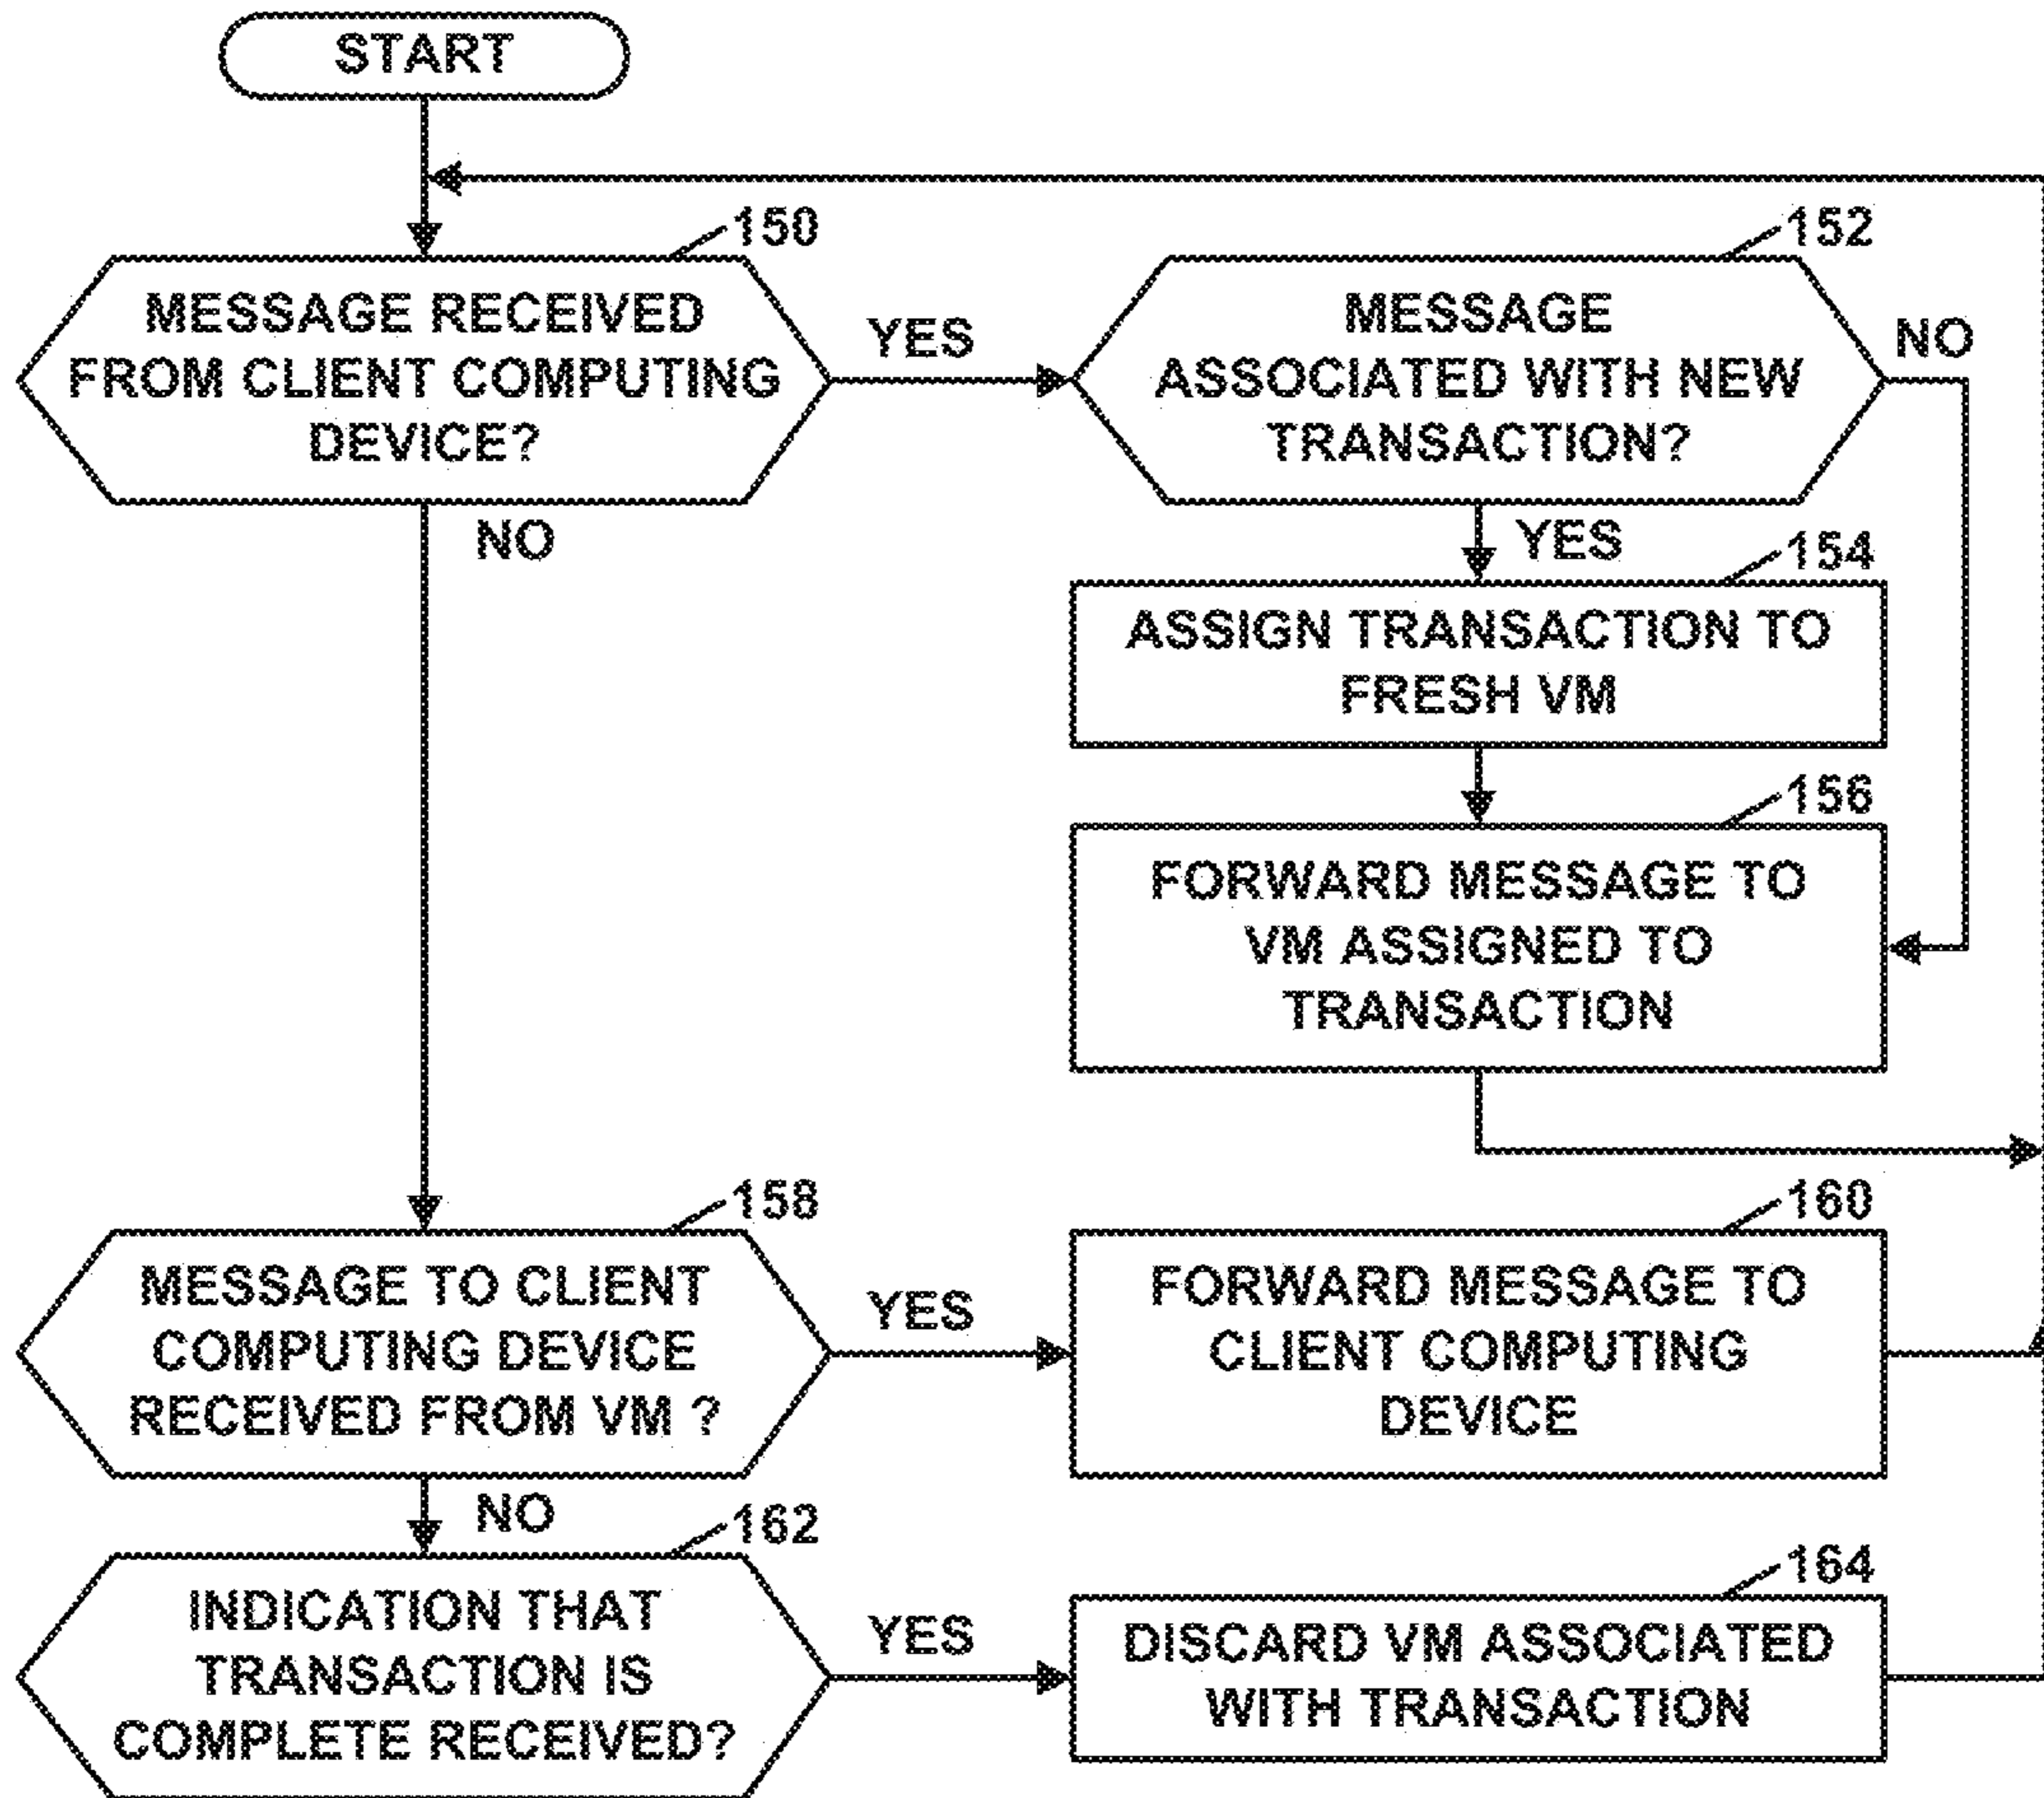 START
150
MESSAGE RECEIVED
FROM CLIENT COMPUTING
DEVICE?
YES
NO
152
MESSAGE
ASSOCIATED WITH NEW
TRANSACTION?
NO
YES
154
ASSIGN TRANSACTION TO
FRESH VM
156
FORWARD MESSAGE TO
VM ASSIGNED TO
TRANSACTION
158
MESSAGE TO CLIENT
COMPUTING DEVICE
RECEIVED FROM VM ?
YES
NO
160
FORWARD MESSAGE TO
CLIENT COMPUTING
DEVICE
162
INDICATION THAT
TRANSACTION IS
COMPLETE RECEIVED?
YES
164
DISCARD VM ASSOCIATED
WITH TRANSACTION